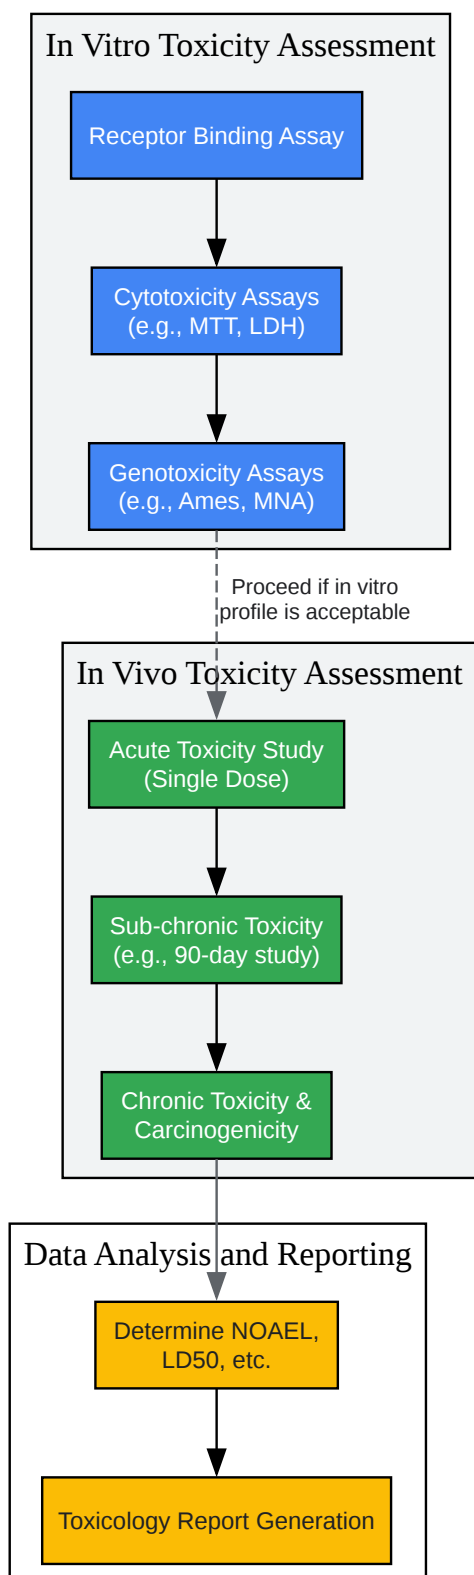 In Vitro Toxicity Assessment
Receptor Binding Assay
Cytotoxicity Assays
(e.g., MTT, LDH)
Genotoxicity Assays
(e.g., Ames, MNA)
Proceed if in vitro
profile is acceptable
In Vivo Toxicity Assessment
Acute Toxicity Study
(Single Dose)
Sub-chronic Toxicity
(e.g., 90-day study)
Chronic Toxicity &
Carcinogenicity
Data Analysis and Reporting
Determine NOAEL,
LD50, etc.
Toxicology Report Generation